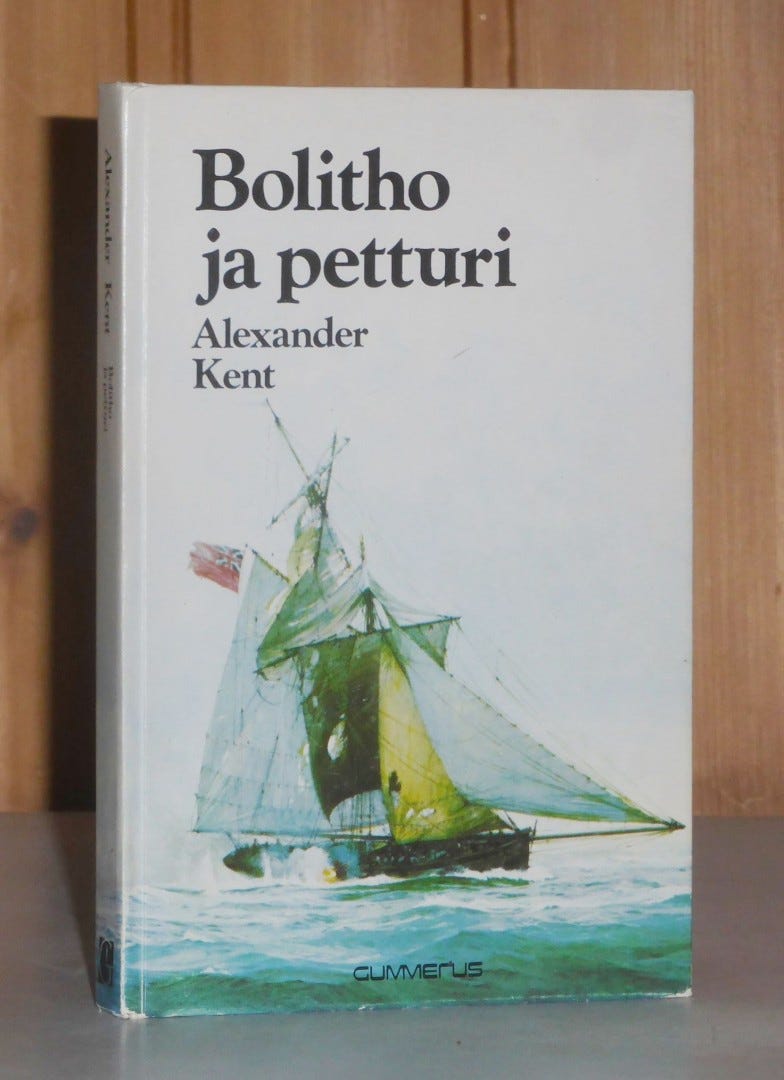 Bolitho
ja petturi
Alexander
Kent
GUMMERUS
Alexander Kent
Bolitho
ja petturi